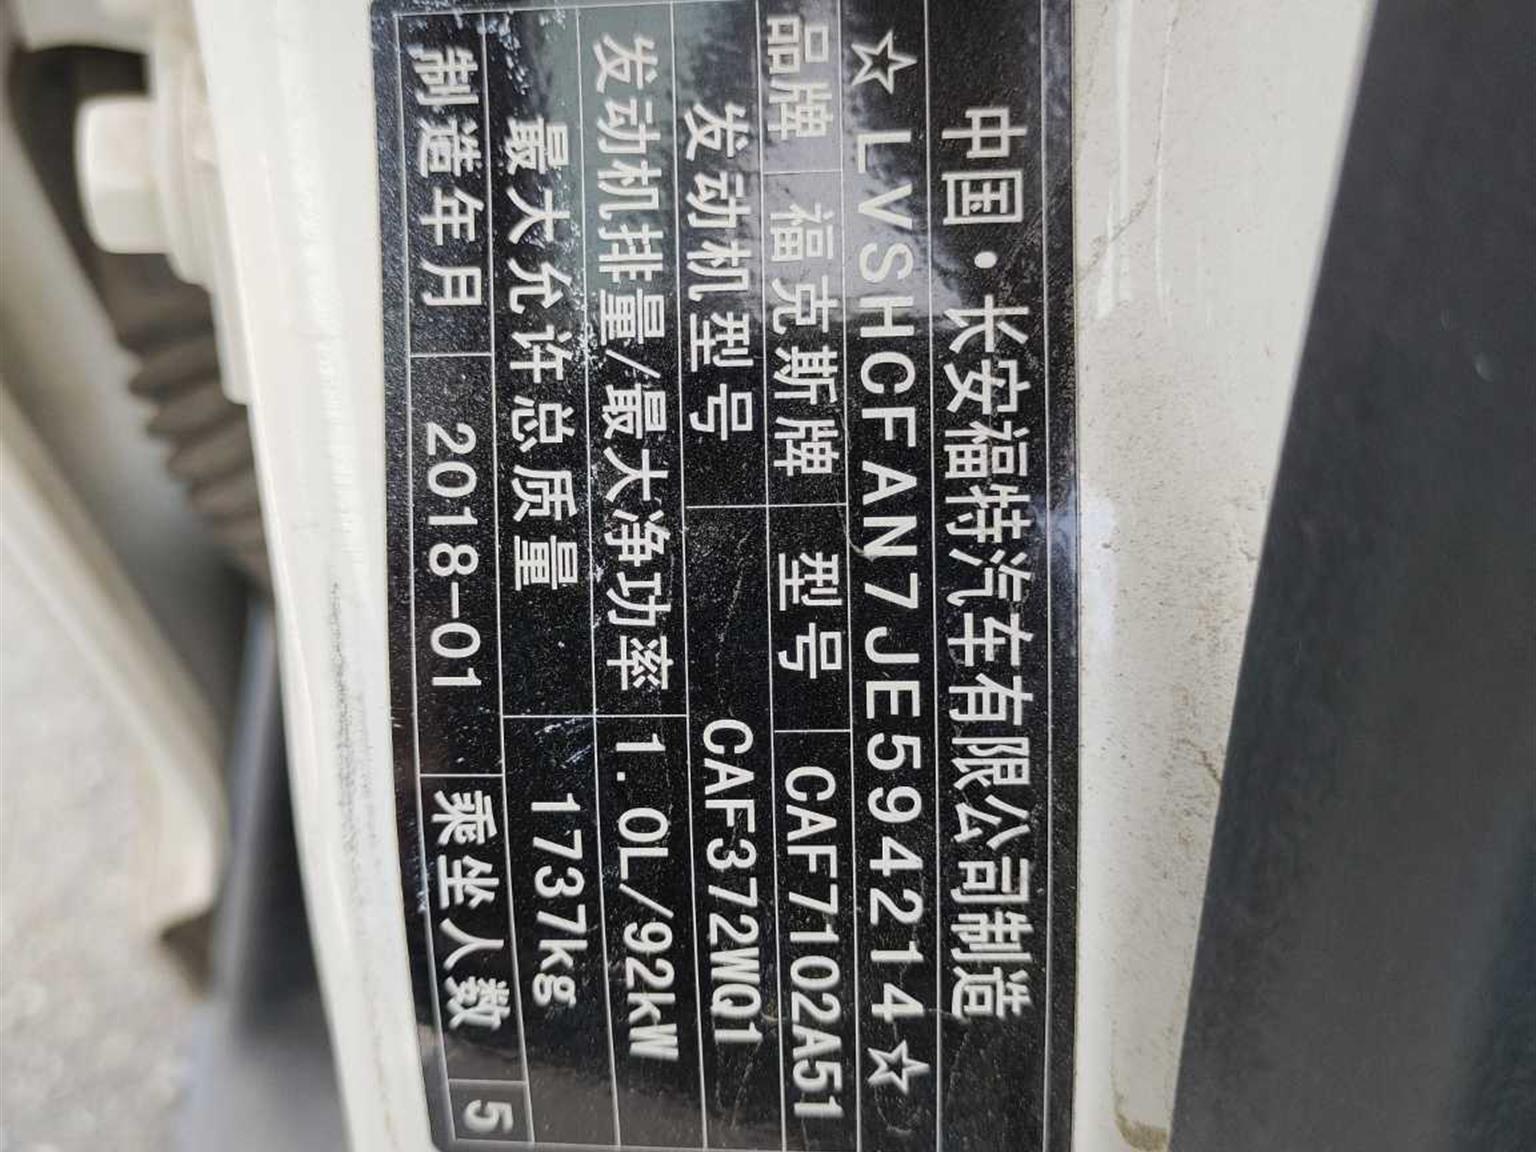 中国·长安福特汽车有限公司制造
☆LVSHCFAN7JE594214☆
品牌 福克斯牌 型号 CAF7102A51
发动机型号 CAF372WQ1
发动机排量/最大净功率 1.0L/92kW
最大允许总质量 1737kg
制造年月 2018-01 乘坐人数 5